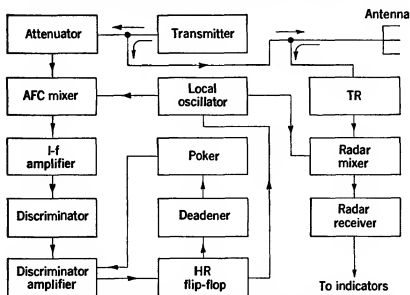 Antenna
Attenuator
Transmitter
AFC mixer
Local
oscillator
TR
I-f
amplifier
Poker
Radar
mixer
Discriminator
Deadener
Radar
receiver
Discriminator
amplifier
HR
flip-flop
To indicators